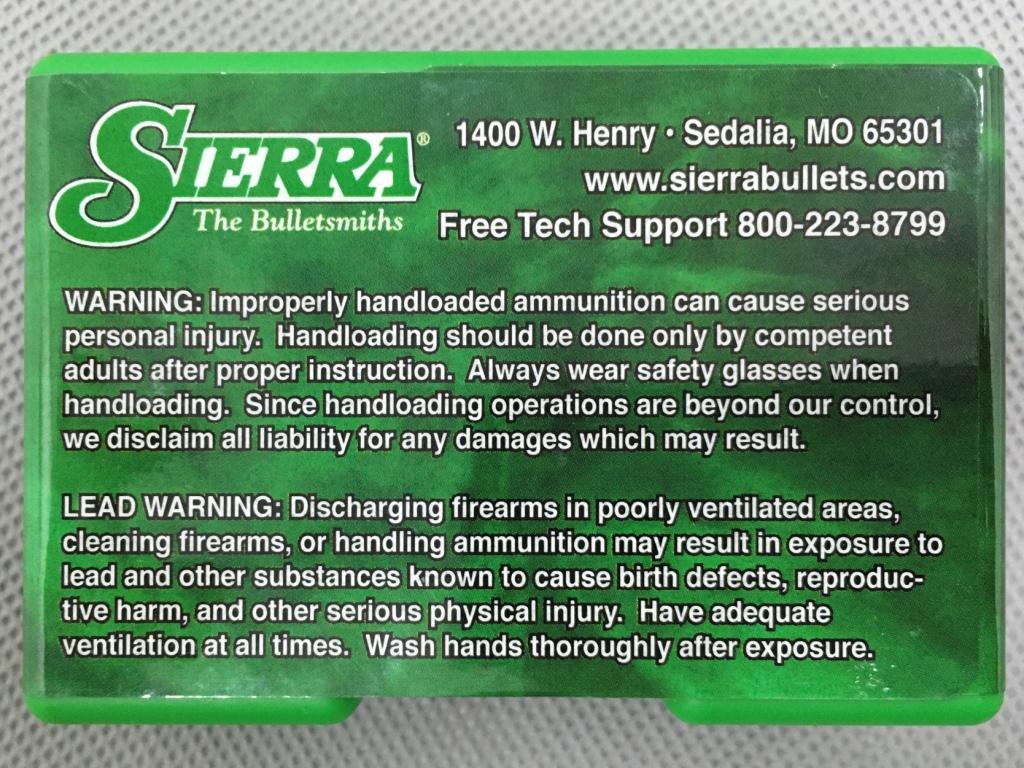 SIERRA®
The Bulletsmiths
1400 W. Henry • Sedalia, MO 65301
www.sierrabullets.com
Free Tech Support 800-223-8799
WARNING: Improperly handloaded ammunition can cause serious
personal injury.  Handloading should be done only by competent
adults after proper instruction.  Always wear safety glasses when
handloading.  Since handloading operations are beyond our control,
we disclaim all liability for any damages which may result.
LEAD WARNING: Discharging firearms in poorly ventilated areas,
cleaning firearms, or handling ammunition may result in exposure to
lead and other substances known to cause birth defects, reproduc-
tive harm, and other serious physical injury.  Have adequate
ventilation at all times.  Wash hands thoroughly after exposure.